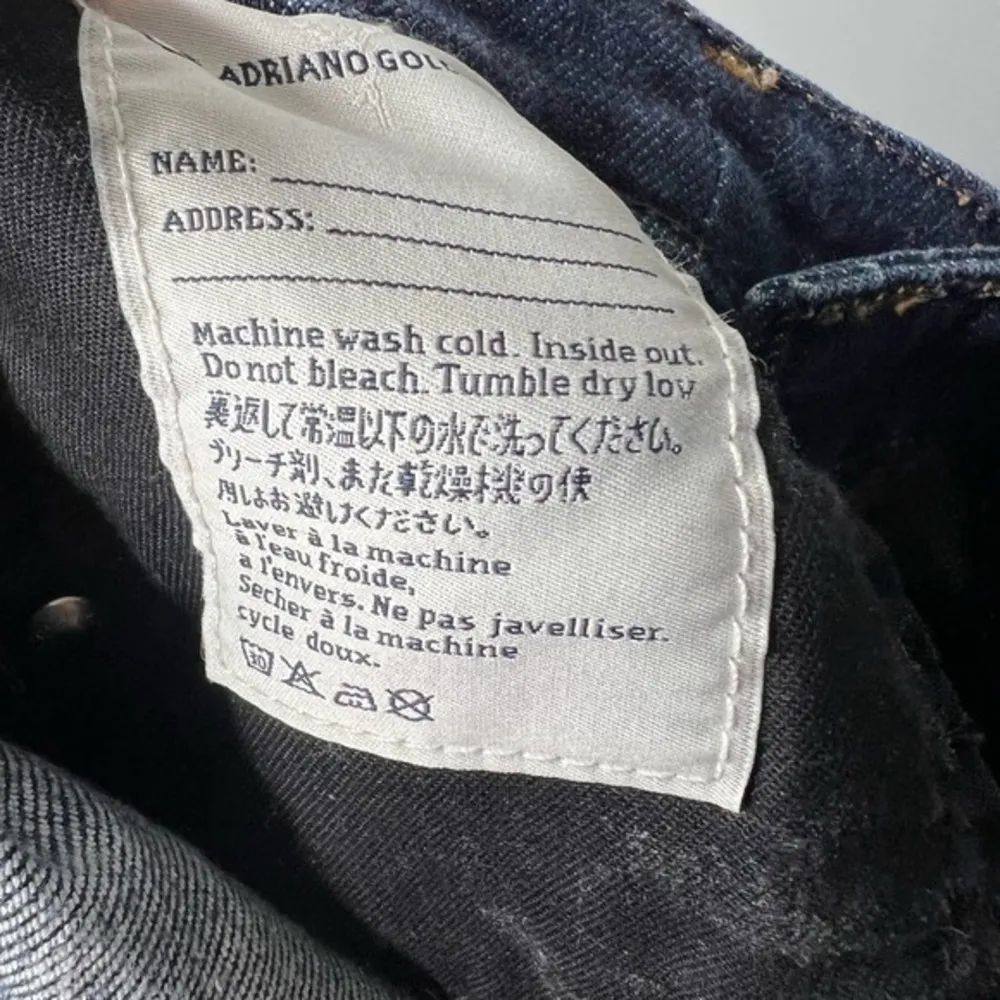 ADRIANO GOL
NAME:
ADDRESS:
Machine wash cold. Inside out.
Do not bleach. Tumble dry low
裏返して常温以下の水で洗ってください。
ブリーチ剤、また乾燥機の使
用はお避けください。
Laver à la machine
à l'eau froide,
a l'envers. Ne pas javelliser.
Secher à la machine
cycle doux.
30